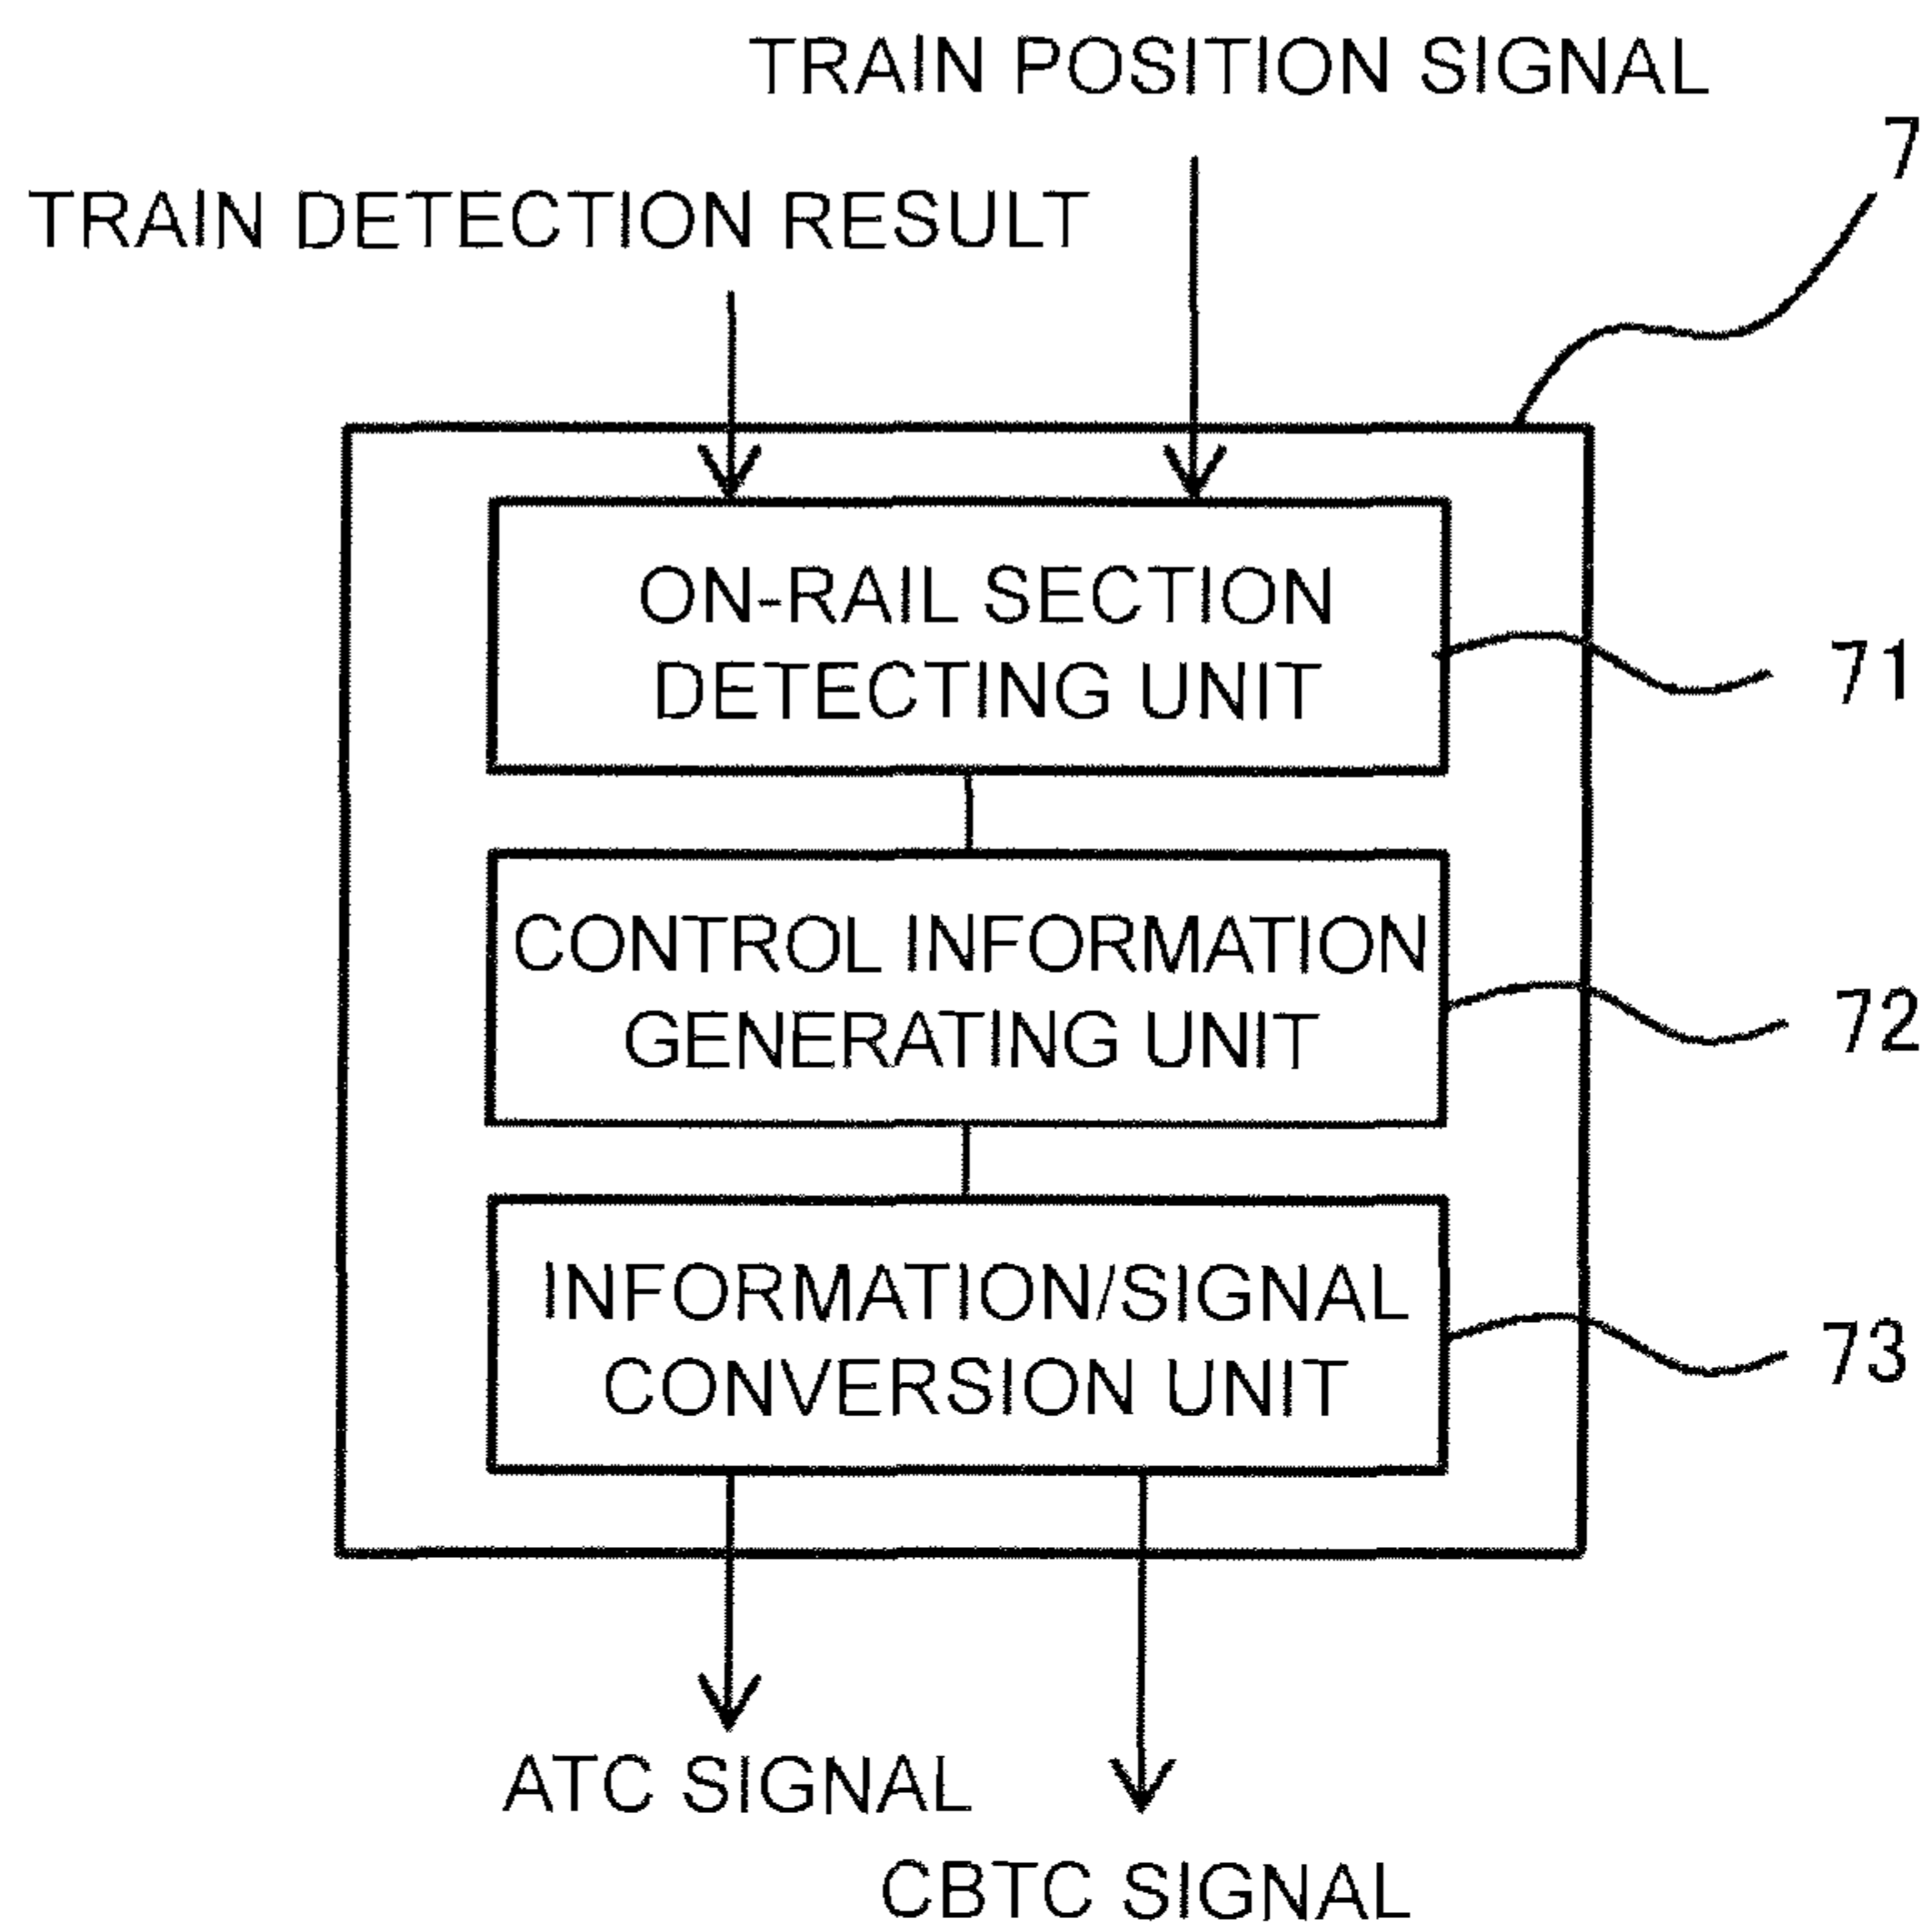 TRAIN POSITION SIGNAL
7
TRAIN DETECTION RESULT
ON-RAIL SECTION
DETECTING UNIT
71
CONTROL INFORMATION
GENERATING UNIT
72
INFORMATION/SIGNAL
CONVERSION UNIT
73
ATC SIGNAL
CBTC SIGNAL